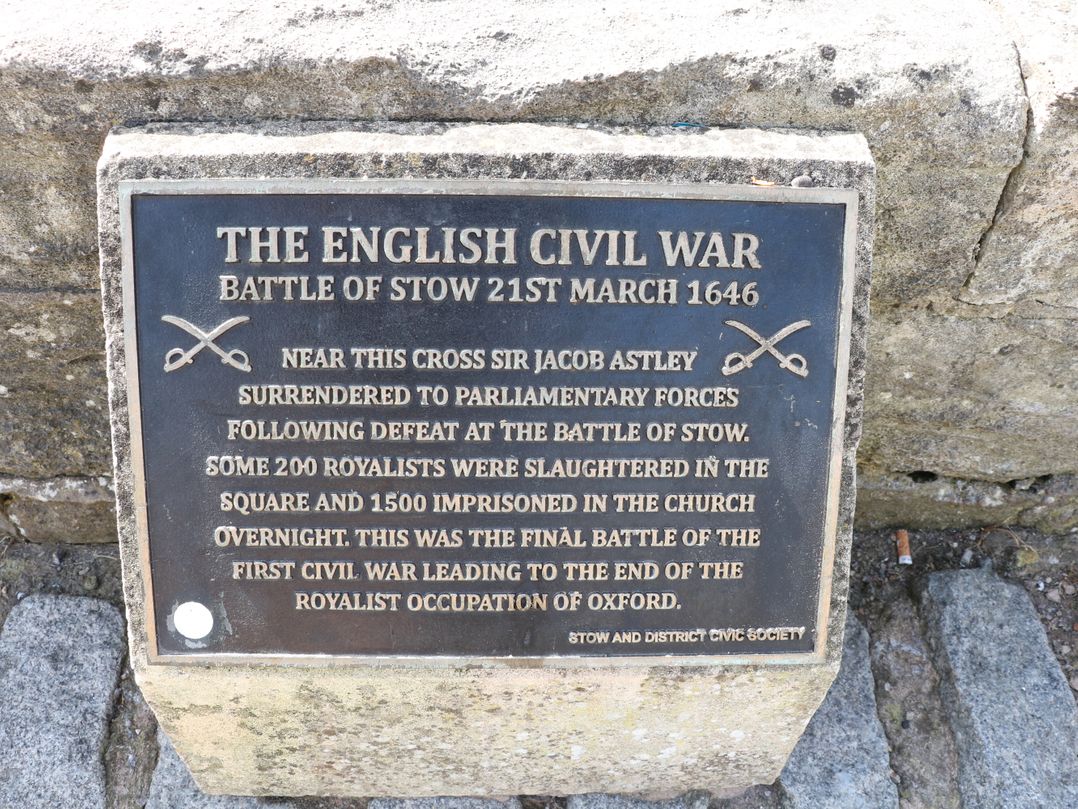 THE ENGLISH CIVIL WAR
BATTLE OF STOW 21ST MARCH 1646
NEAR THIS CROSS SIR JACOB ASTLEY
SURRENDERED TO PARLIAMENTARY FORCES
FOLLOWING DEFEAT AT THE BATTLE OF STOW.
SOME 200 ROYALISTS WERE SLAUGHTERED IN THE
SQUARE AND 1500 IMPRISONED IN THE CHURCH
OVERNIGHT. THIS WAS THE FINAL BATTLE OF THE
FIRST CIVIL WAR LEADING TO THE END OF THE
ROYALIST OCCUPATION OF OXFORD.
STOW AND DISTRICT CIVIC SOCIETY